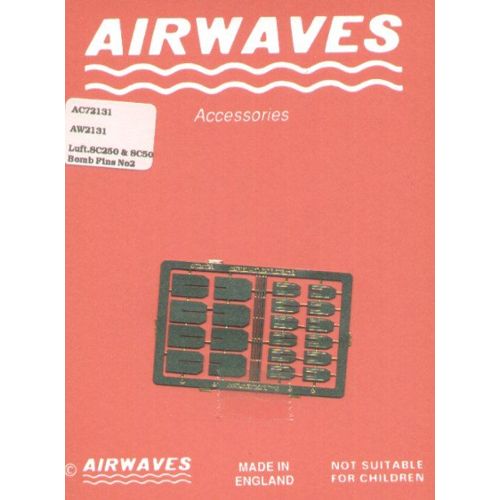 AIRWAVES
Accessories
AC72131
AW2131
Luft.SC250 & SC50
Bomb Fins No2
© AIRWAVES
MADE IN
ENGLAND
NOT SUITABLE
FOR CHILDREN